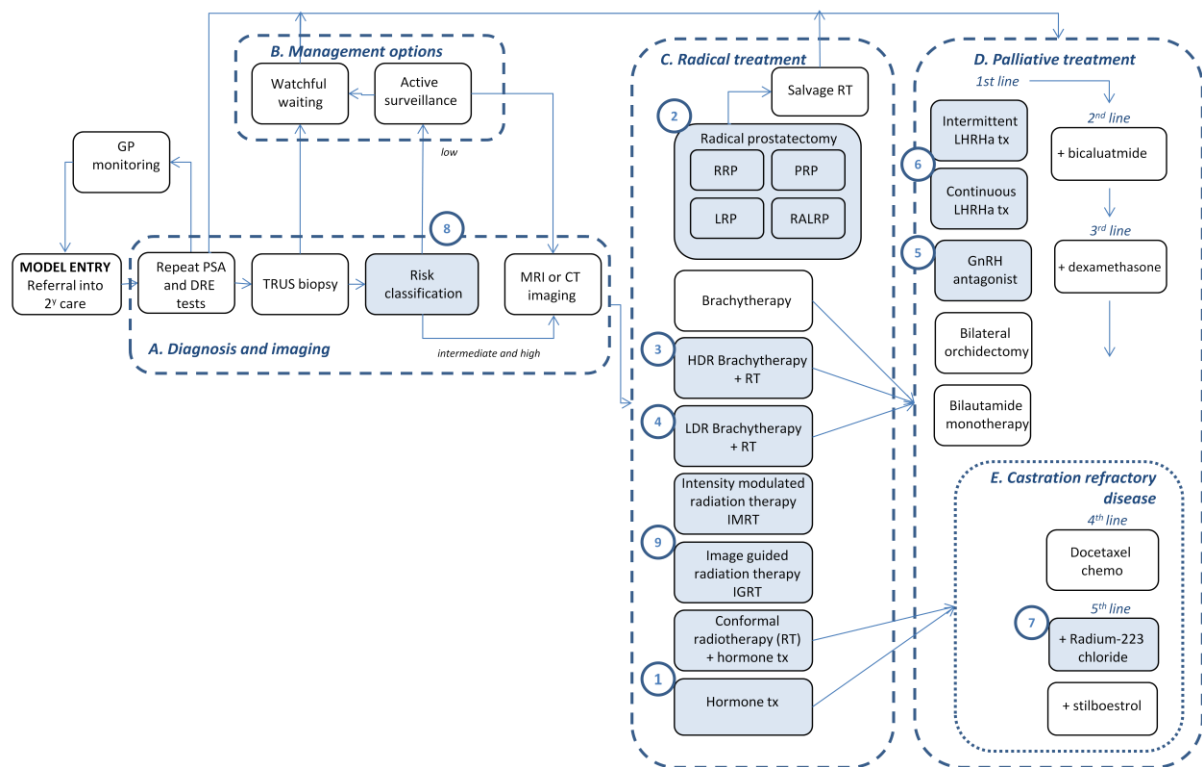 B. Management options
Watchful
waiting
Active
surveillance
low
GP
monitoring
8
MODEL ENTRY
Referral into
2ʸ care
Repeat PSA
and DRE
tests
TRUS biopsy
Risk
classification
MRI or CT
imaging
intermediate and high
A. Diagnosis and imaging
C. Radical treatment
Salvage RT
2
Radical prostatectomy
RRP
PRP
LRP
RALRP
Brachytherapy
3
HDR Brachytherapy
+ RT
4
LDR Brachytherapy
+ RT
Intensity modulated
radiation therapy
IMRT
9
Image guided
radiation therapy
IGRT
Conformal
radiotherapy (RT)
+ hormone tx
1
Hormone tx
D. Palliative treatment
1st line
Intermittent
LHRHa tx
6
Continuous
LHRHa tx
5
GnRH
antagonist
Bilateral
orchidectomy
Bilautamide
monotherapy
2ⁿᵈ line
+ bicaluatmide
3ʳᵈ line
+ dexamethasone
E. Castration refractory
disease
4ᵗʰ line
Docetaxel
chemo
5ᵗʰ line
7
+ Radium-223
chloride
+ stilboestrol